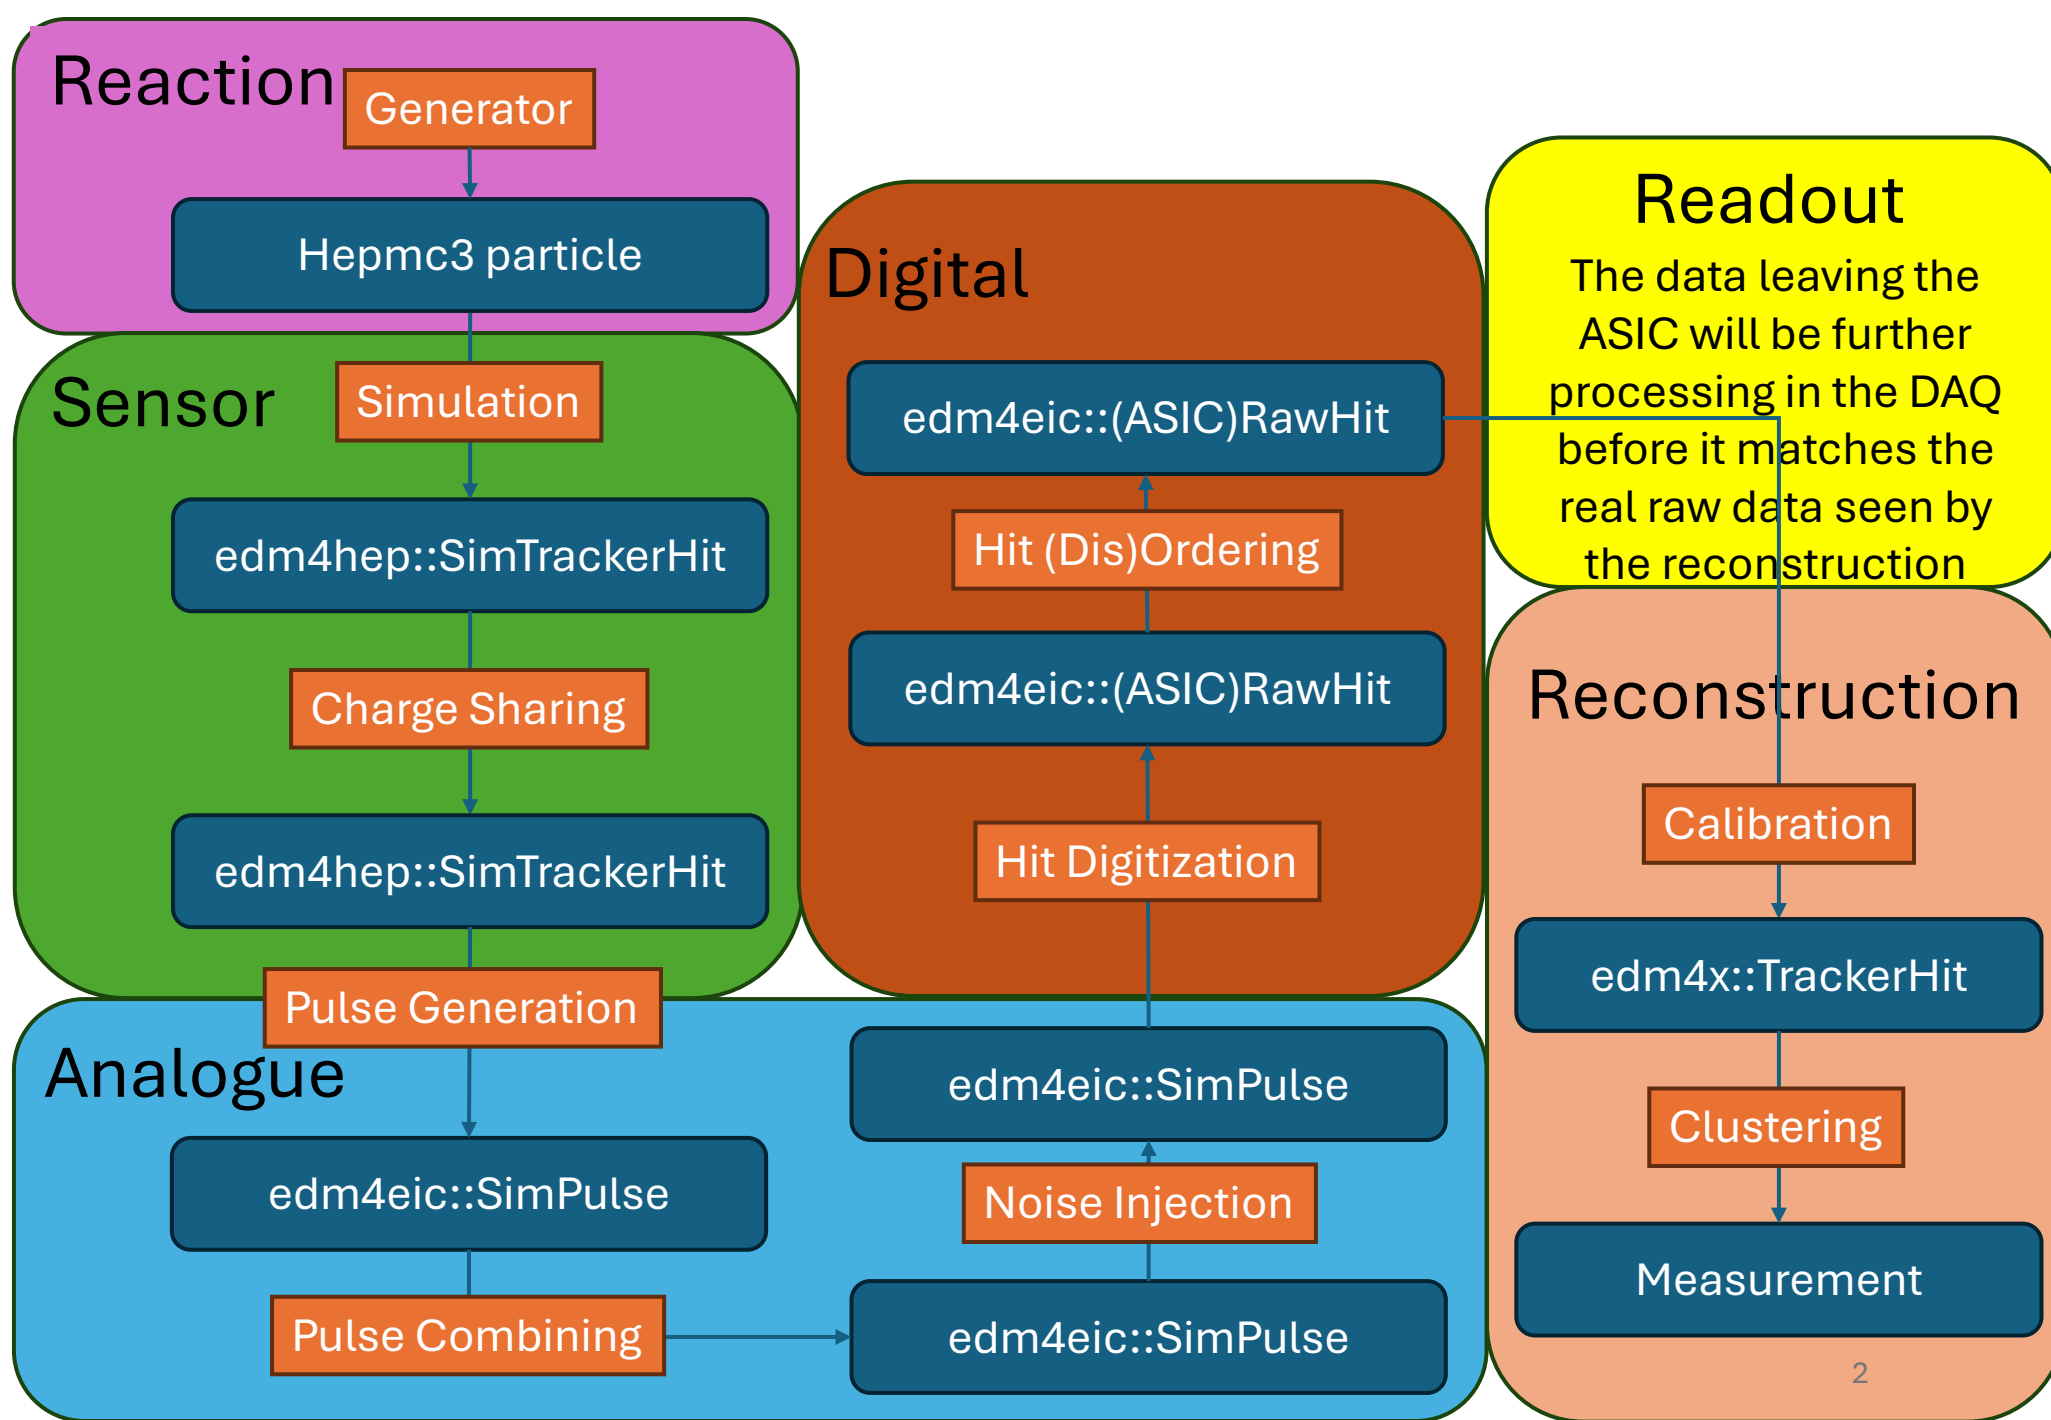 Reaction
Generator
Hepmc3 particle
Sensor
Simulation
edm4hep::SimTrackerHit
Charge Sharing
edm4hep::SimTrackerHit
Pulse Generation
Analogue
edm4eic::SimPulse
Pulse Combining
edm4eic::SimPulse
Noise Injection
edm4eic::SimPulse
Digital
Hit Digitization
edm4eic::(ASIC)RawHit
Hit (Dis)Ordering
edm4eic::(ASIC)RawHit
Readout
The data leaving the
ASIC will be further
processing in the DAQ
before it matches the
real raw data seen by
the reconstruction
Reconstruction
Calibration
edm4x::TrackerHit
Clustering
Measurement
2